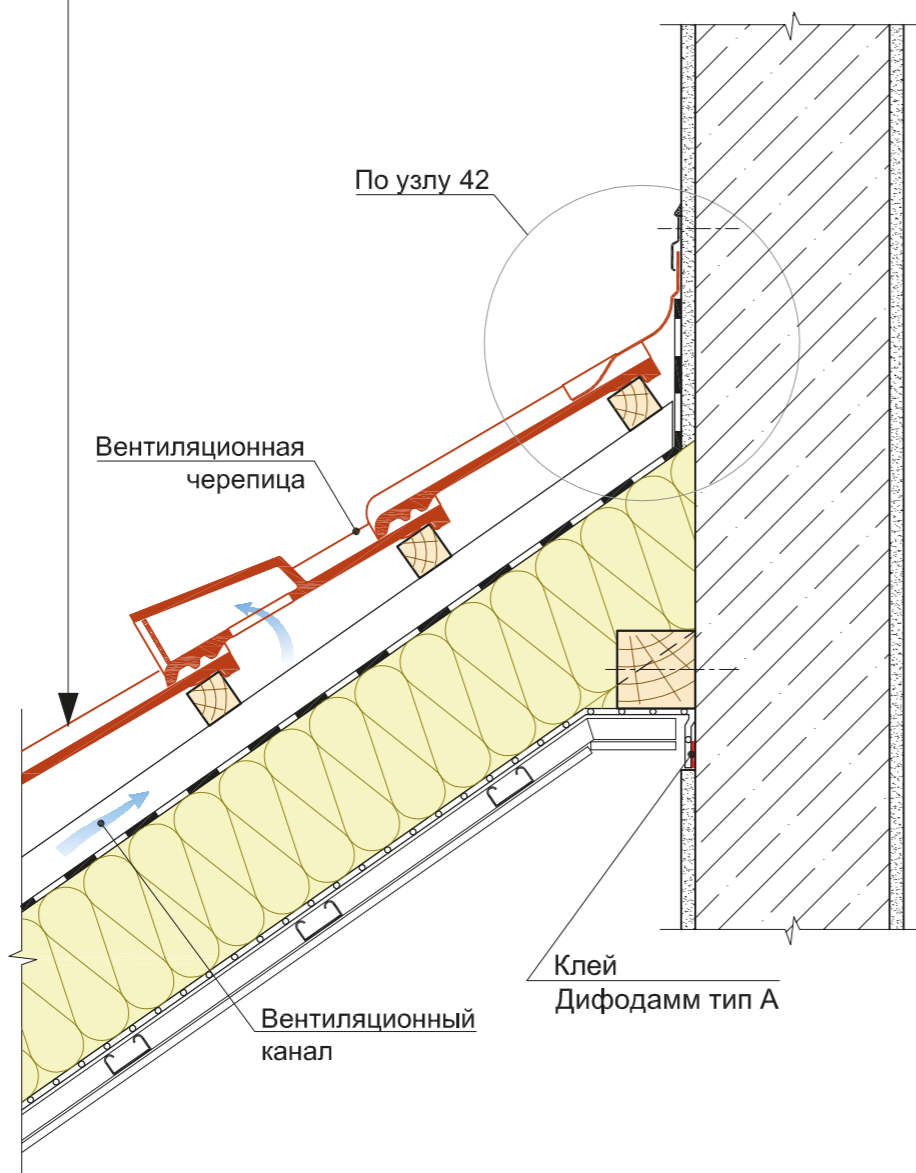 По узлу 42
Вентиляционная
черепица
Клей
Дифодамм тип А
Вентиляционный
канал